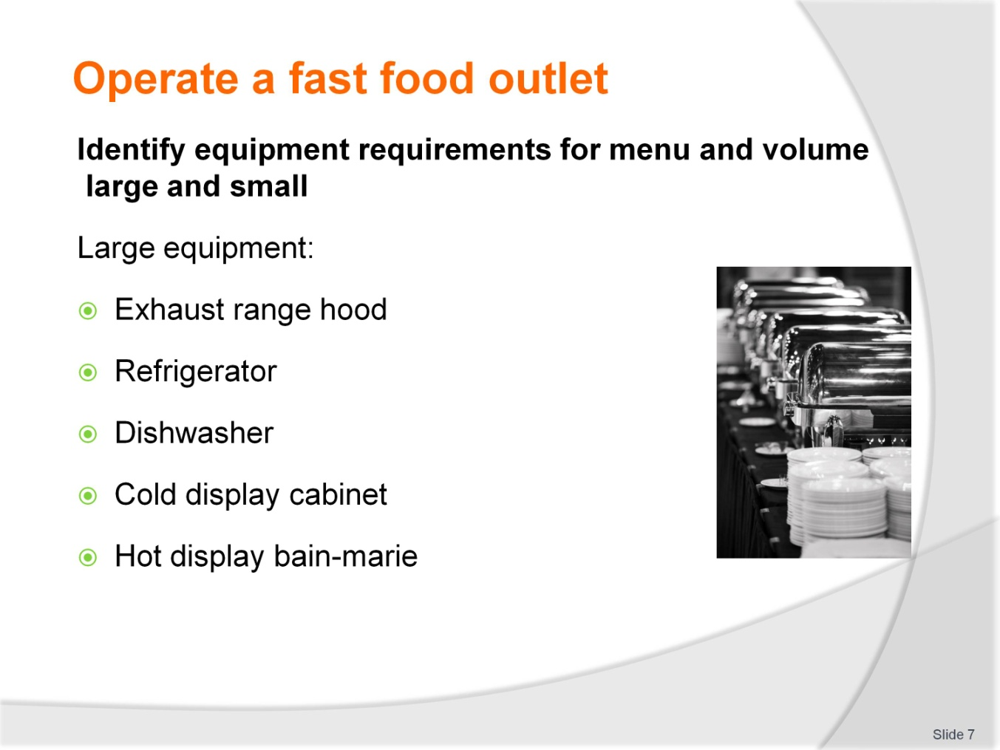 Operate a fast food outlet
Identify equipment requirements for menu and volume
large and small
Large equipment:
Exhaust range hood
Refrigerator
Dishwasher
Cold display cabinet
Hot display bain-marie
Slide 7